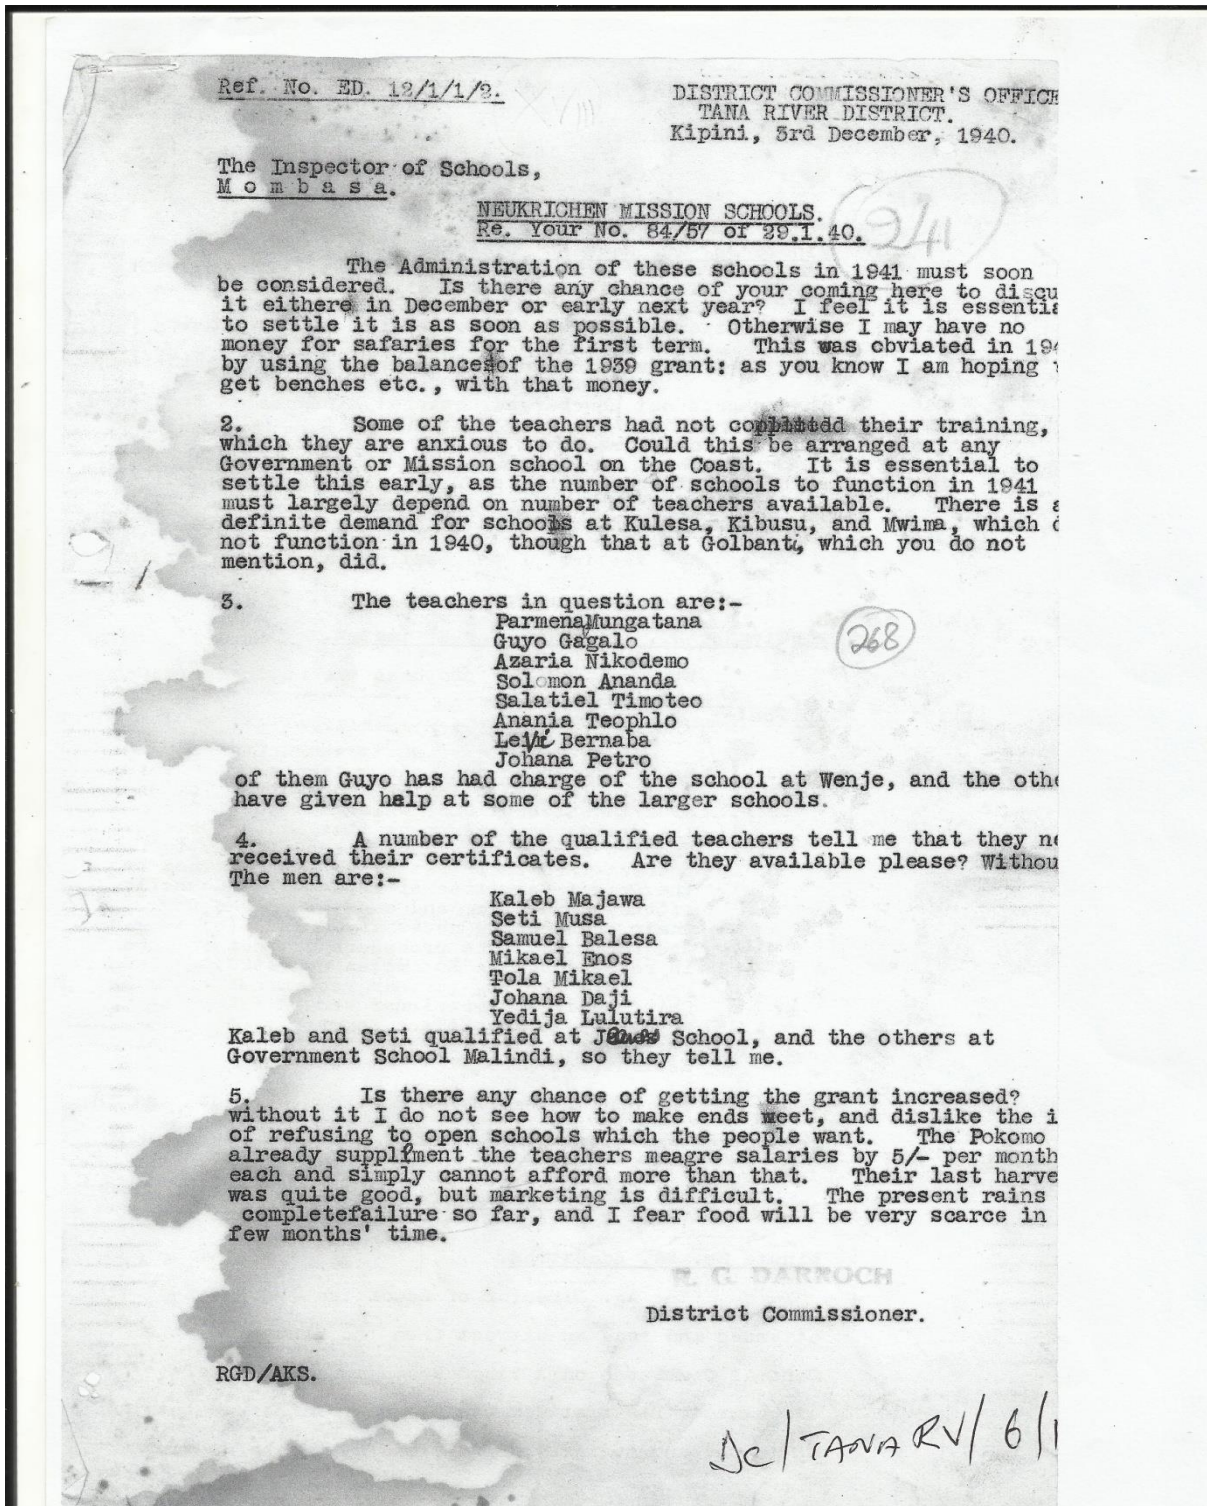 Ref. No. ED. 12/1/1/2.
DISTRICT COMMISSIONER'S OFFICE
TANA RIVER DISTRICT.
Kipini, 3rd December, 1940.
The Inspector of Schools,
M o m b a s a.
NEUKRICHEN MISSION SCHOOLS.
Re. Your No. 84/57 of 29.I.40.
2/41
The Administration of these schools in 1941 must soon
be considered. Is there any chance of your coming here to discu
it eithere in December or early next year? I feel it is essentia
to settle it is as soon as possible. Otherwise I may have no
money for safaries for the first term. This was obviated in 194
by using the balance of the 1939 grant: as you know I am hoping
get benches etc., with that money.
2. Some of the teachers had not completed their training,
which they are anxious to do. Could this be arranged at any
Government or Mission school on the Coast. It is essential to
settle this early, as the number of schools to function in 1941
must largely depend on number of teachers available. There is a
definite demand for schools at Kulesa, Kibusu, and Mwima, which d
not function in 1940, though that at Golbanti, which you do not
mention, did.
3. The teachers in question are:-
Parmena Mungatana
Guyo Gagalo
268
Azaria Nikodemo
Solomon Ananda
Salatiel Timoteo
Anania Teophlo
Levi Bernaba
Johana Petro
of them Guyo has had charge of the school at Wenje, and the othe
have given help at some of the larger schools.
4. A number of the qualified teachers tell me that they ne
received their certificates. Are they available please? Withou
The men are:-
Kaleb Majawa
Seti Musa
Samuel Balesa
Mikael Enos
Tola Mikael
Johana Daji
Yedija Lulutira
Kaleb and Seti qualified at Jeanes School, and the others at
Government School Malindi, so they tell me.
5. Is there any chance of getting the grant increased?
without it I do not see how to make ends meet, and dislike the i
of refusing to open schools which the people want. The Pokomo
already supplment the teachers meagre salaries by 5/- per month
each and simply cannot afford more than that. Their last harve
was quite good, but marketing is difficult. The present rains
completefailure so far, and I fear food will be very scarce in
few months' time.
R. G. DARROCH
District Commissioner.
RGD/AKS.
DC/TANA RV/6/1